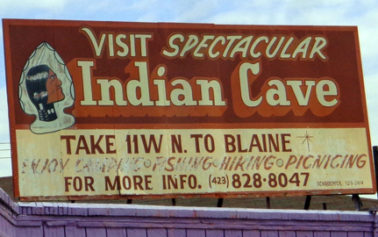 VISIT SPECTACULAR
Indian Cave
TAKE 11W N. TO BLAINE
ENJOY CAMPING·FISHING·HIKING·PICNICING
FOR MORE INFO. (423) 828·8047